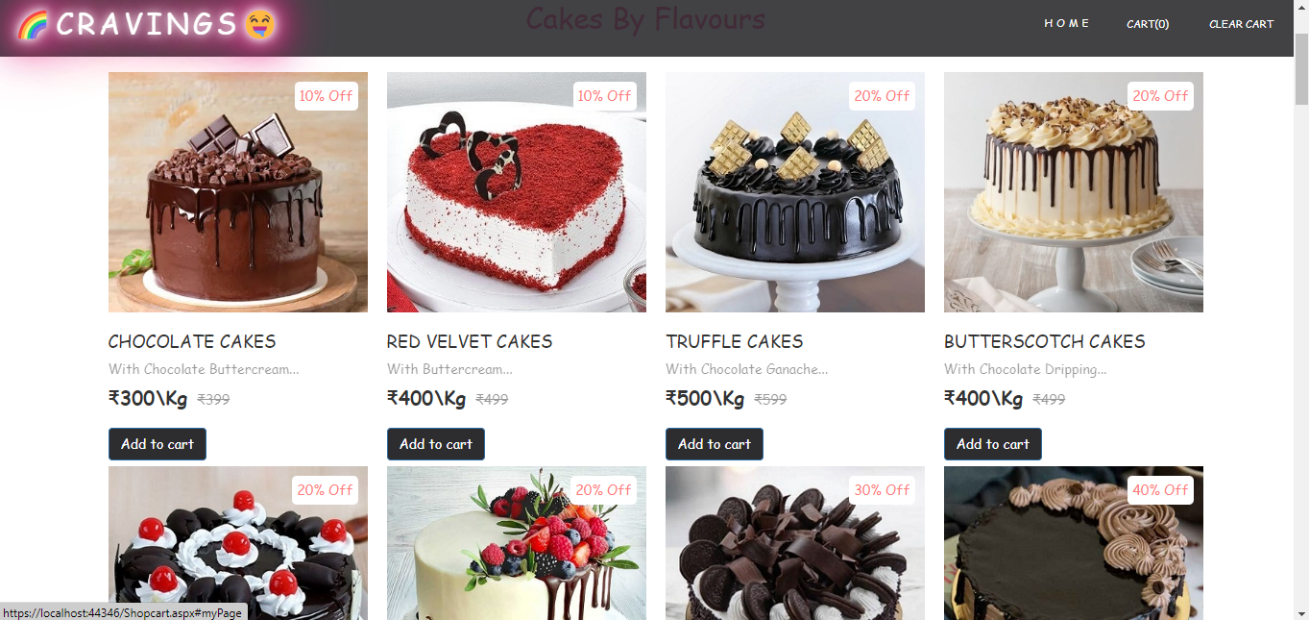 🌈CRAVINGS🤩
Cakes By Flavours
HOME CART(0) CLEAR CART
10% Off
10% Off
20% Off
20% Off
CHOCOLATE CAKES
With Chocolate Buttercream...
₹300\Kg ₹399
Add to cart
RED VELVET CAKES
With Buttercream...
₹400\Kg ₹499
Add to cart
TRUFFLE CAKES
With Chocolate Ganache...
₹500\Kg ₹599
Add to cart
BUTTERSCOTCH CAKES
With Chocolate Dripping...
₹400\Kg ₹499
Add to cart
20% Off
20% Off
30% Off
40% Off
https://localhost:44346/Shopcart.aspx#myPage